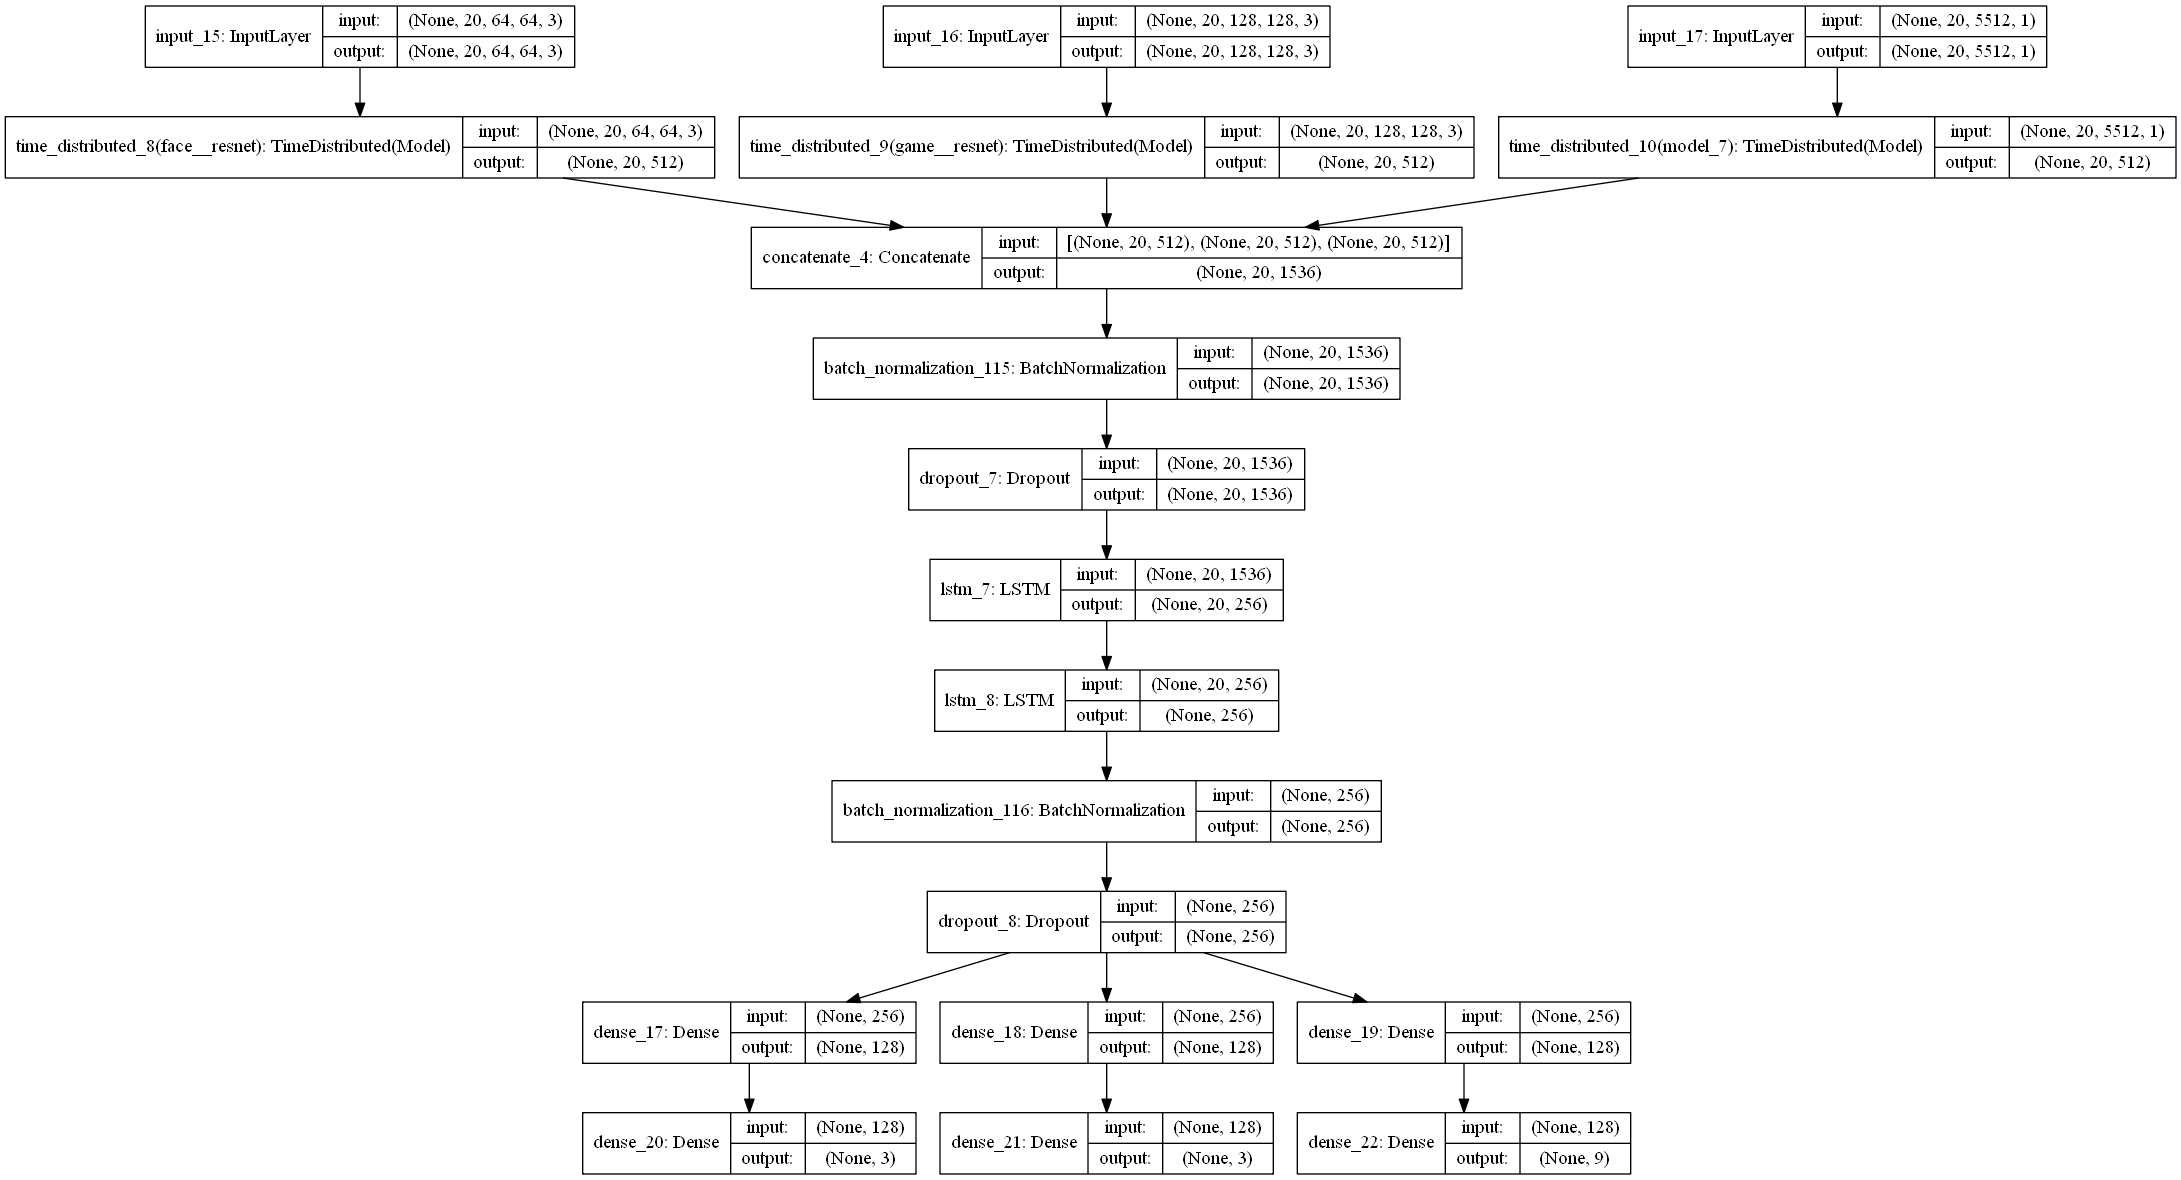 input_15: InputLayer
input:
(None, 20, 64, 64, 3)
output:
(None, 20, 64, 64, 3)
input_16: InputLayer
input:
(None, 20, 128, 128, 3)
output:
(None, 20, 128, 128, 3)
input_17: InputLayer
input:
(None, 20, 5512, 1)
output:
(None, 20, 5512, 1)
time_distributed_8(face__resnet): TimeDistributed(Model)
input:
(None, 20, 64, 64, 3)
output:
(None, 20, 512)
time_distributed_9(game__resnet): TimeDistributed(Model)
input:
(None, 20, 128, 128, 3)
output:
(None, 20, 512)
time_distributed_10(model_7): TimeDistributed(Model)
input:
(None, 20, 5512, 1)
output:
(None, 20, 512)
concatenate_4: Concatenate
input:
[(None, 20, 512), (None, 20, 512), (None, 20, 512)]
output:
(None, 20, 1536)
batch_normalization_115: BatchNormalization
input:
(None, 20, 1536)
output:
(None, 20, 1536)
dropout_7: Dropout
input:
(None, 20, 1536)
output:
(None, 20, 1536)
lstm_7: LSTM
input:
(None, 20, 1536)
output:
(None, 20, 256)
lstm_8: LSTM
input:
(None, 20, 256)
output:
(None, 256)
batch_normalization_116: BatchNormalization
input:
(None, 256)
output:
(None, 256)
dropout_8: Dropout
input:
(None, 256)
output:
(None, 256)
dense_17: Dense
input:
(None, 256)
output:
(None, 128)
dense_18: Dense
input:
(None, 256)
output:
(None, 128)
dense_19: Dense
input:
(None, 256)
output:
(None, 128)
dense_20: Dense
input:
(None, 128)
output:
(None, 3)
dense_21: Dense
input:
(None, 128)
output:
(None, 3)
dense_22: Dense
input:
(None, 128)
output:
(None, 9)